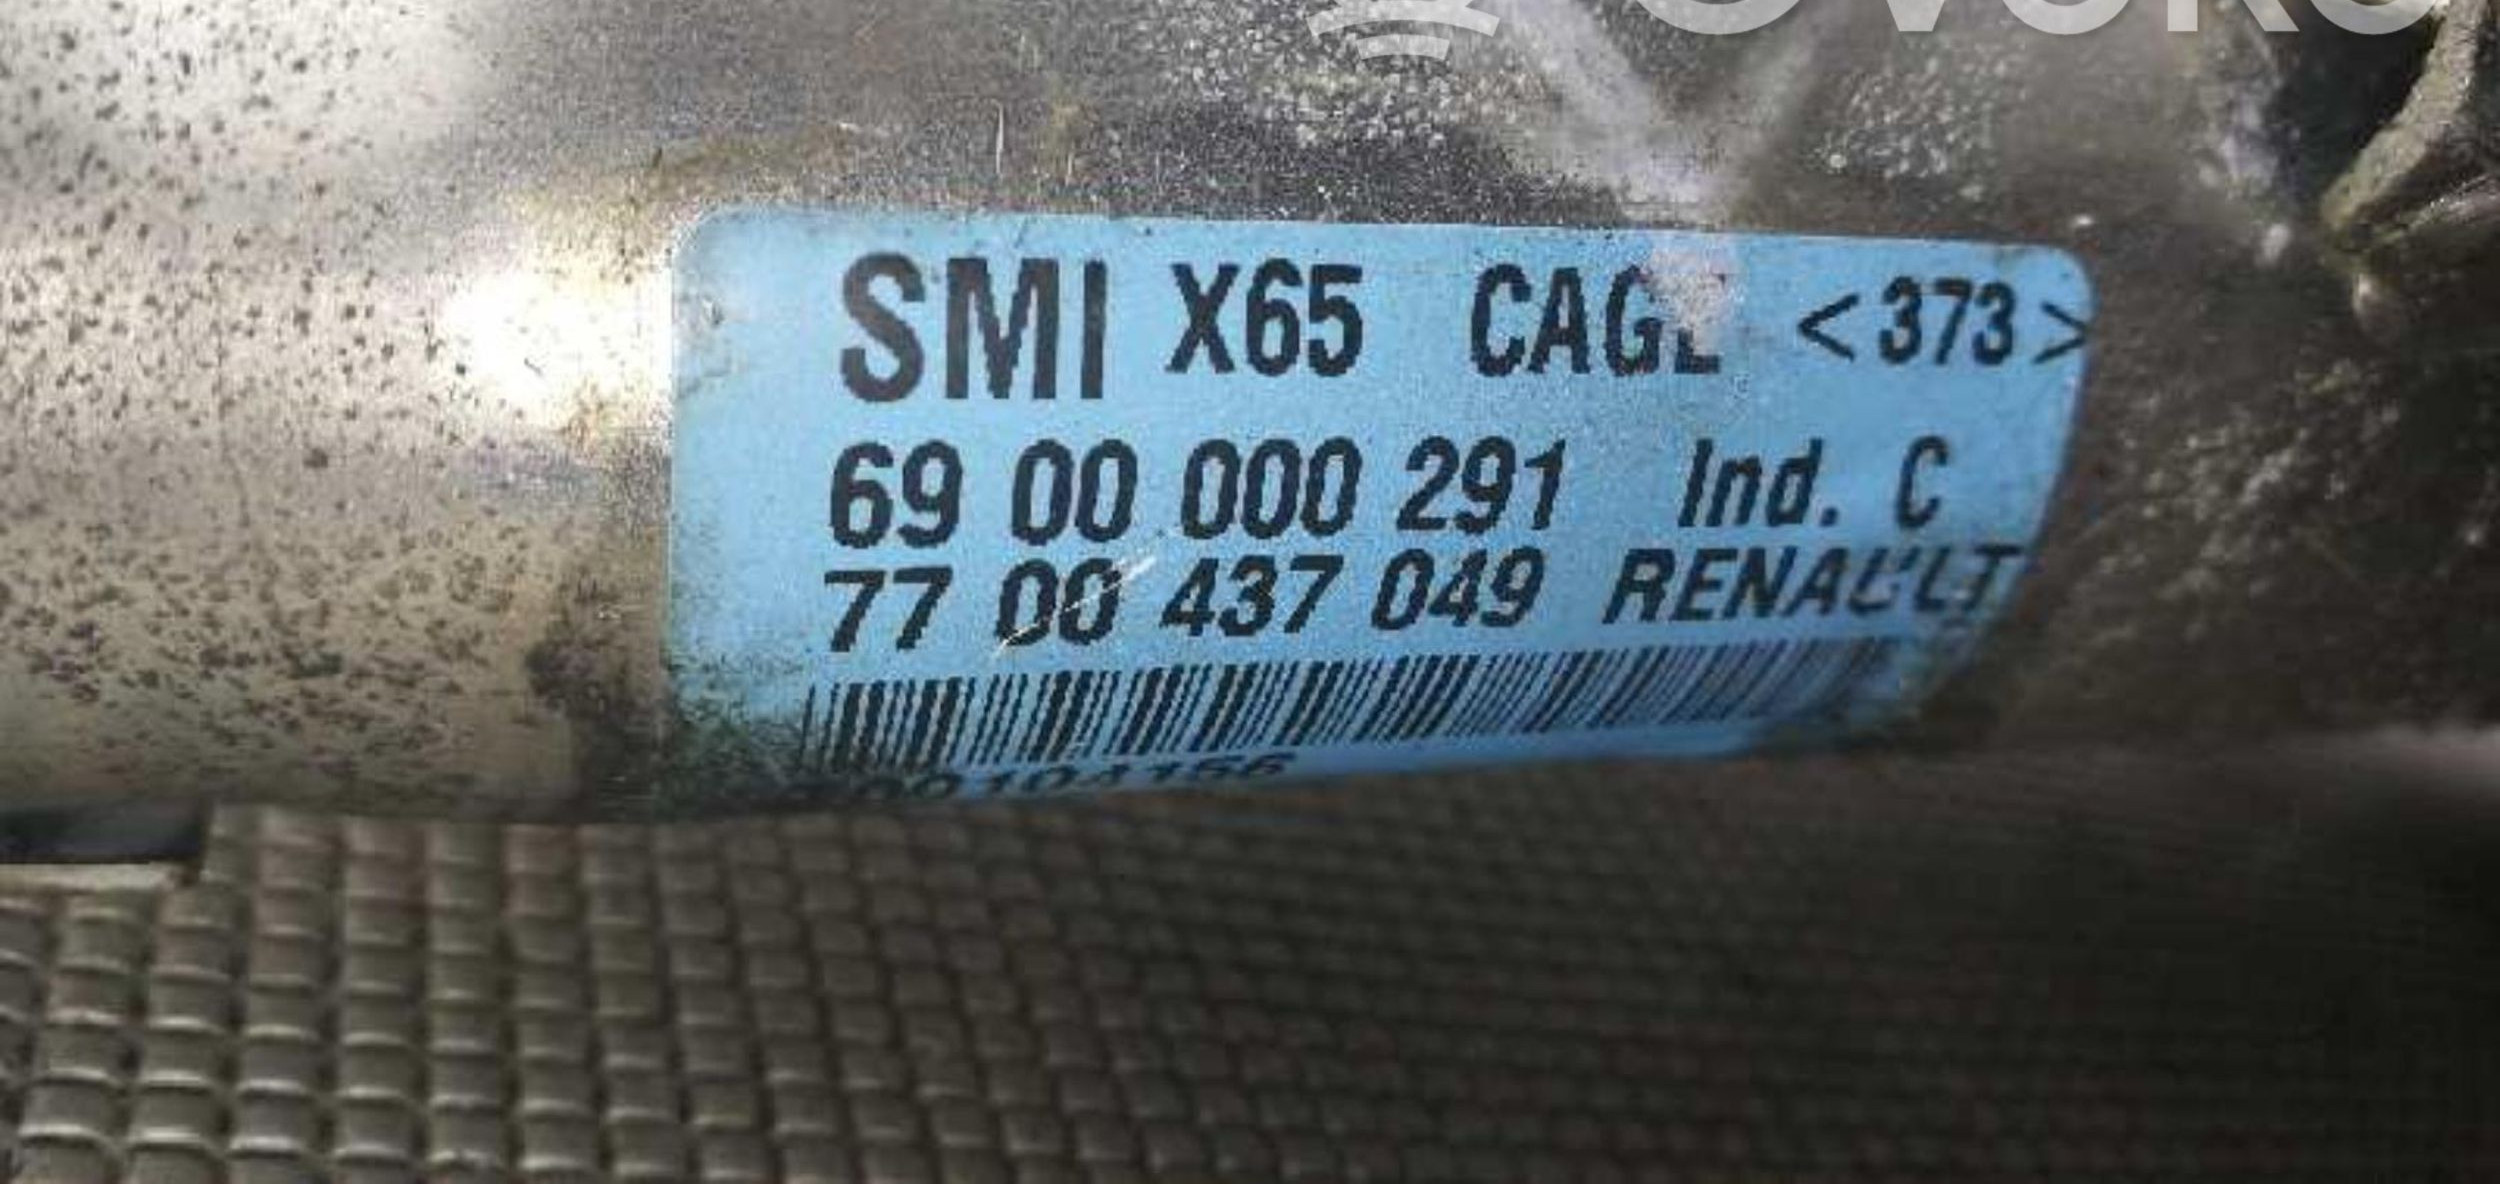 SMI X65 CAGE <373>
69 00 000 291 Ind. C
77 00 437 049 RENAULT